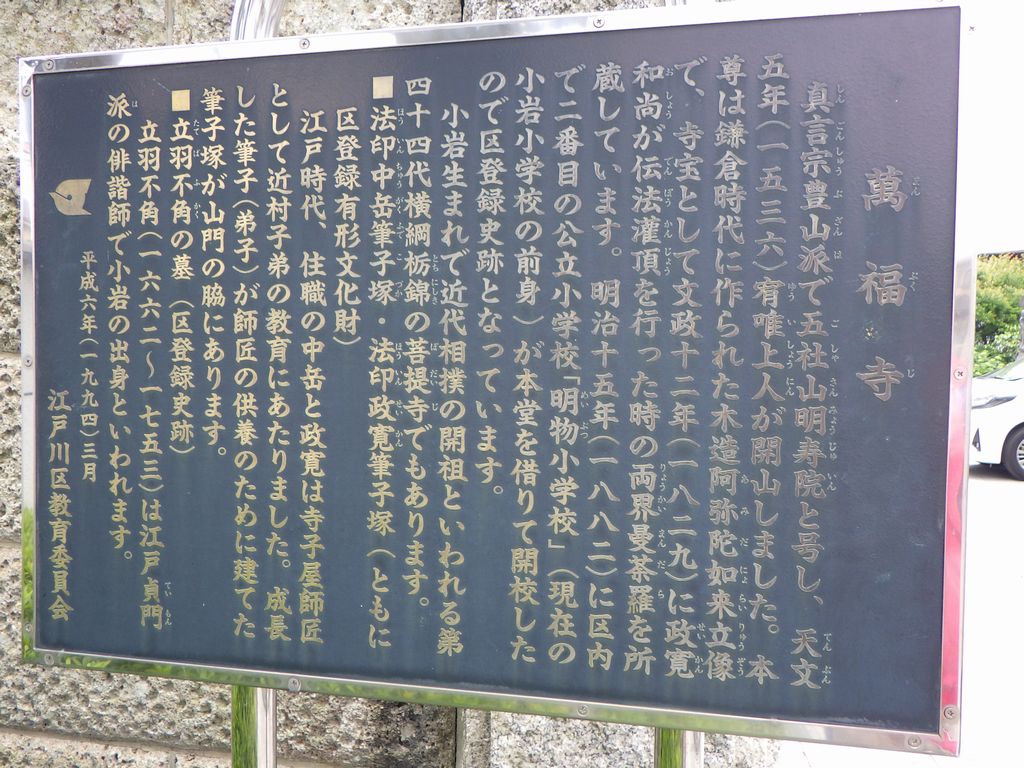 萬福寺
真言宗豊山派で五社山明寿院と号し、天文
五年(一五三六)宥唯上人が開山しました。本
尊は鎌倉時代に作られた木造阿弥陀如来立像
で、寺宝として文政十二年(一八二九)に政寛
和尚が伝法灌頂を行った時の両界曼荼羅を所
蔵しています。明治十五年(一八八二)に区内
で二番目の公立小学校「明物小学校」(現在の
小岩小学校の前身)が本堂を借りて開校した
ので区登録史跡となっています。
小岩生まれで近代相撲の開祖といわれる第
四十四代横綱栃錦の菩提寺でもあります。
■法印中岳筆子塚・法印政寛筆子塚(ともに
区登録有形文化財)
江戸時代、住職の中岳と政寛は寺子屋師匠
として近村子弟の教育にあたりました。成長
した筆子(弟子)が師匠の供養のために建てた
筆子塚が山門の脇にあります。
■立羽不角の墓(区登録史跡)
立羽不角(一六六二〜一七五三)は江戸貞門
派の俳諧師で小岩の出身といわれます。
平成六年(一九九四)三月
江戸川区教育委員会